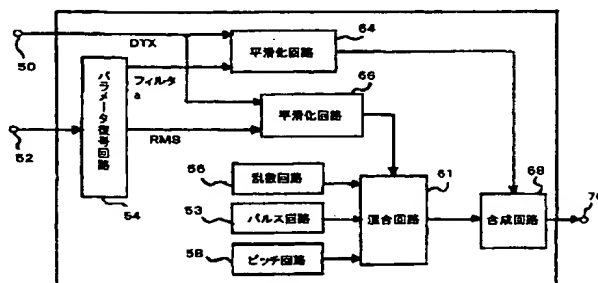 64
DTX
50
平滑化回路
フィルタ
a
66
パラメータ復号回路
平滑化回路
52
RMS
56
61
68
70
乱数回路
54
53
パルス回路
混合回路
合成回路
58
ピッチ回路